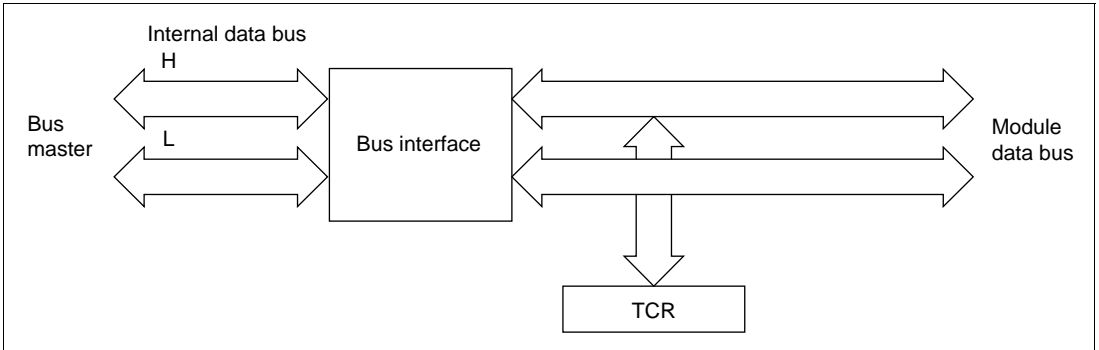 Internal data bus
H
Bus
master
L
Bus interface
Module
data bus
TCR